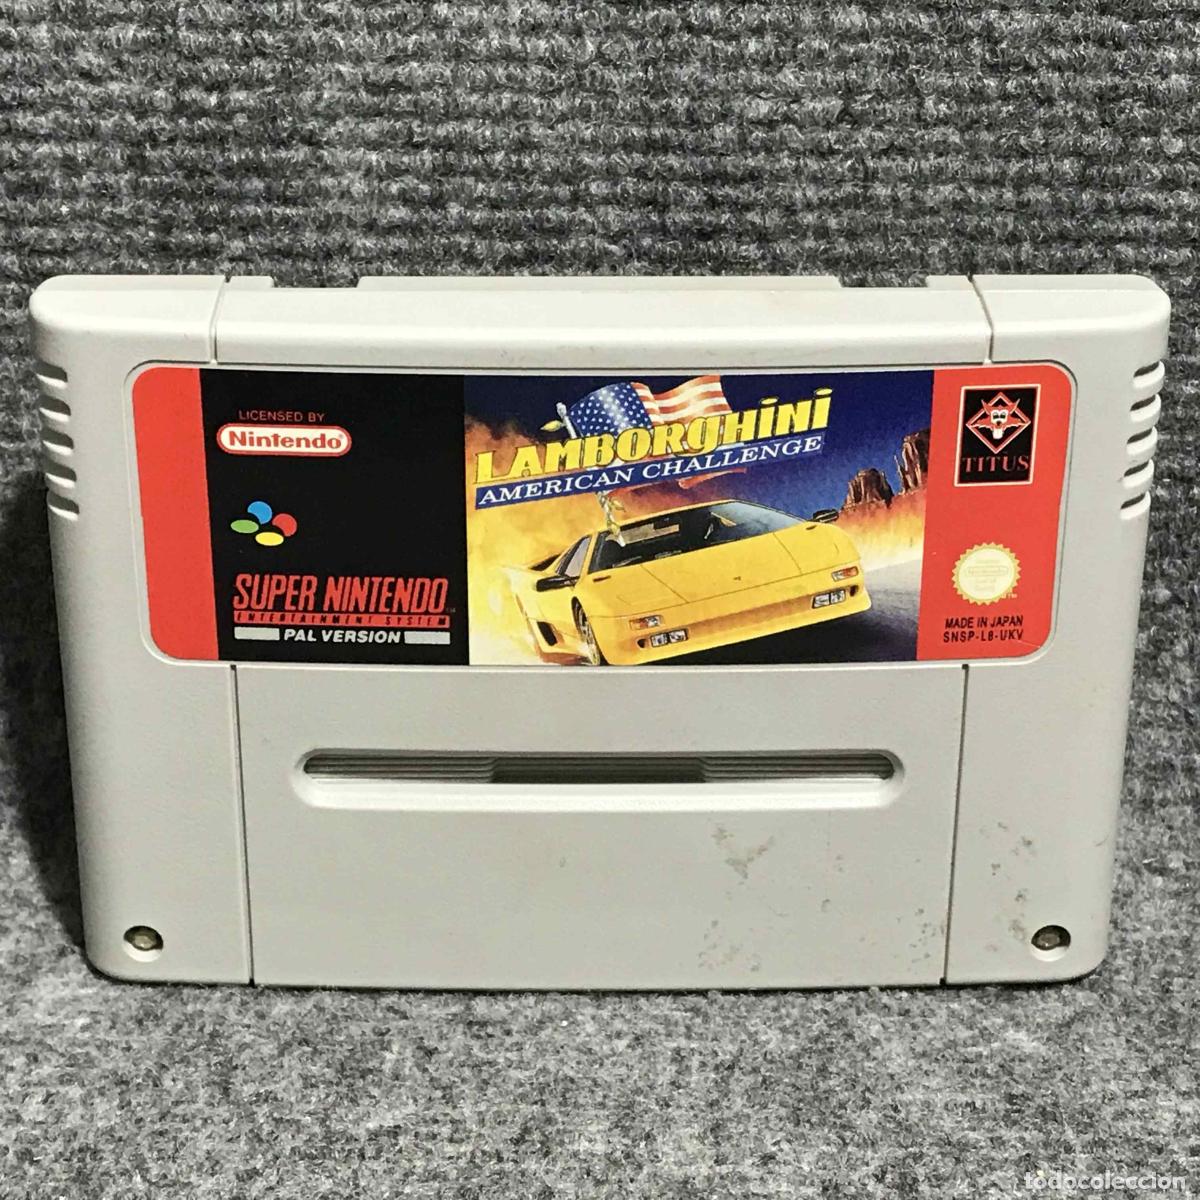 LICENSED BY
Nintendo
SUPER NINTENDO
ENTERTAINMENT SYSTEM
PAL VERSION
LAMBORGHINI
AMERICAN CHALLENGE
TITUS
MADE IN JAPAN
SNSP-L8-UKV
todocoleccion